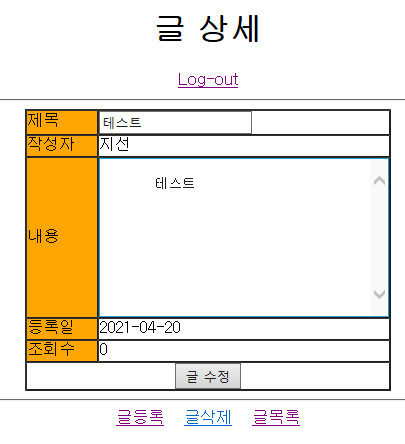 글 상세
Log-out
제목 테스트
작성자 지선
내용 테스트
등록일 2021-04-20
조회수 0
글 수정
글등록 글삭제 글목록